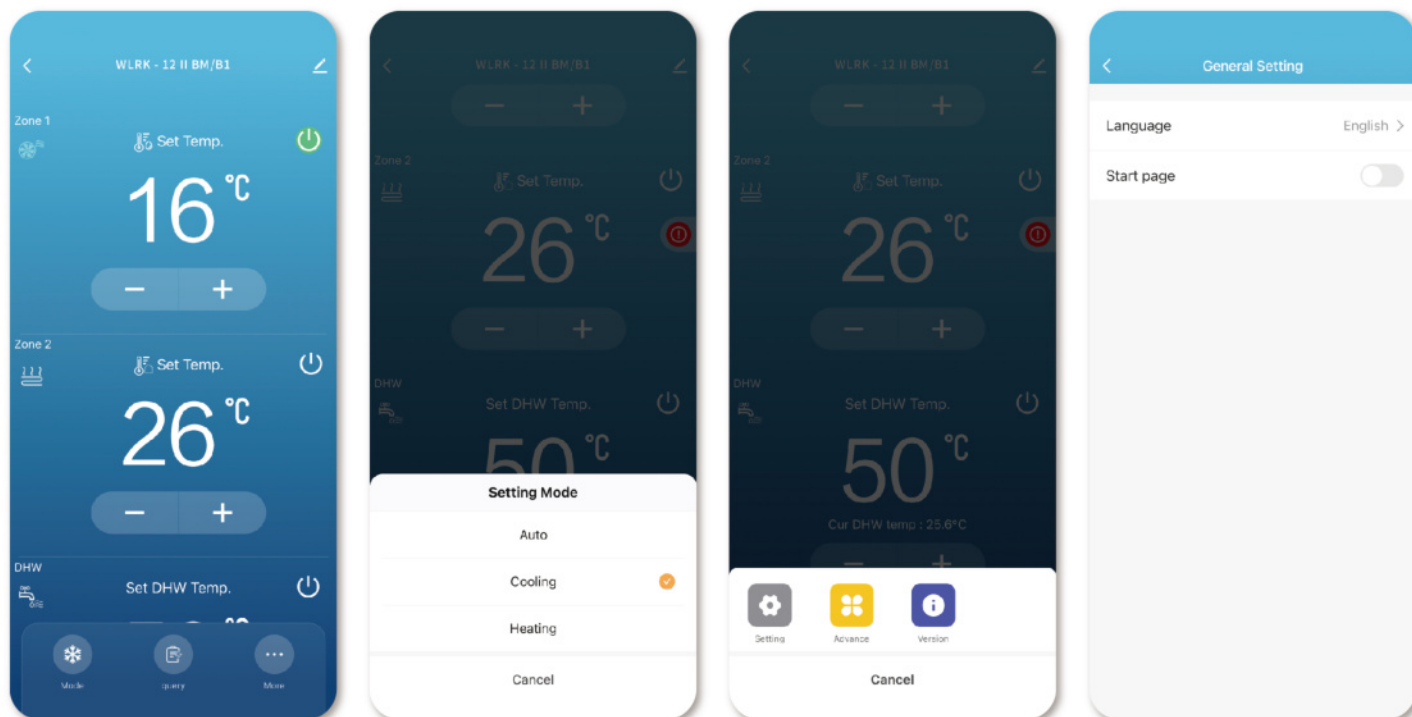 WLRK - 12 II BM/B1
Zone 1
Set Temp.
16 °C
− +
Zone 2
Set Temp.
26 °C
− +
DHW
Set DHW Temp.
°C
Mode query More
WLRK - 12 II BM/B1
− +
Zone 2
Set Temp.
26 °C
− +
DHW
Set DHW Temp.
50 °C
Setting Mode
Auto
Cooling
Heating
Cancel
WLRK - 12 II BM/B1
− +
Zone 2
Set Temp.
26 °C
− +
DHW
Set DHW Temp.
50 °C
Cur DHW temp : 25.6°C
− +
Setting Advance Version
Cancel
General Setting
Language English >
Start page